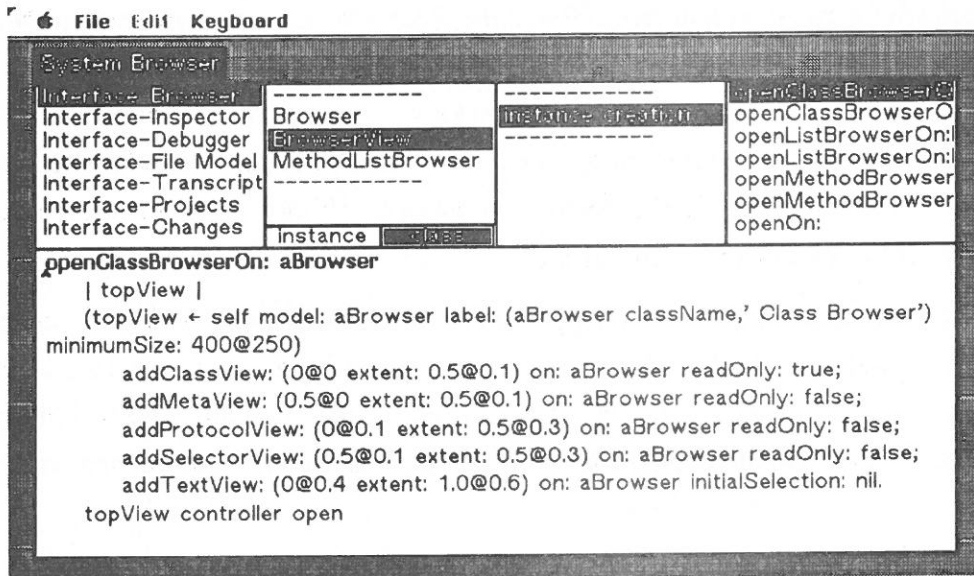 File Edit Keyboard
System Browser
Interface-Browser
Interface-Inspector
Interface-Debugger
Interface-File Model
Interface-Transcript
Interface-Projects
Interface-Changes
-------------
Browser
BrowserView
MethodListBrowser
-------------
instance class
-------------
instance creation
-------------
openClassBrowserO
openClassBrowserO
openListBrowserOn:
openListBrowserOn:
openMethodBrowser
openMethodBrowser
openOn:
openClassBrowserOn: aBrowser
| topView |
(topView ← self model: aBrowser label: (aBrowser className,' Class Browser')
minimumSize: 400@250)
addClassView: (0@0 extent: 0.5@0.1) on: aBrowser readOnly: true;
addMetaView: (0.5@0 extent: 0.5@0.1) on: aBrowser readOnly: false;
addProtocolView: (0@0.1 extent: 0.5@0.3) on: aBrowser readOnly: false;
addSelectorView: (0.5@0.1 extent: 0.5@0.3) on: aBrowser readOnly: false;
addTextView: (0@0.4 extent: 1.0@0.6) on: aBrowser initialSelection: nil.
topView controller open